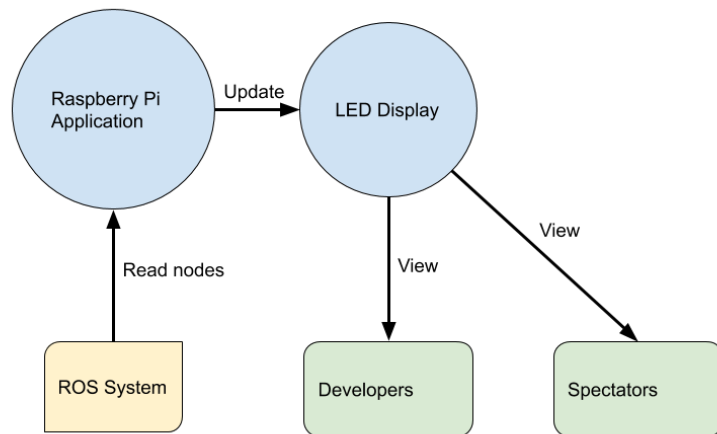 Raspberry Pi
Application
Update
LED Display
Read nodes
View
View
ROS System
Developers
Spectators